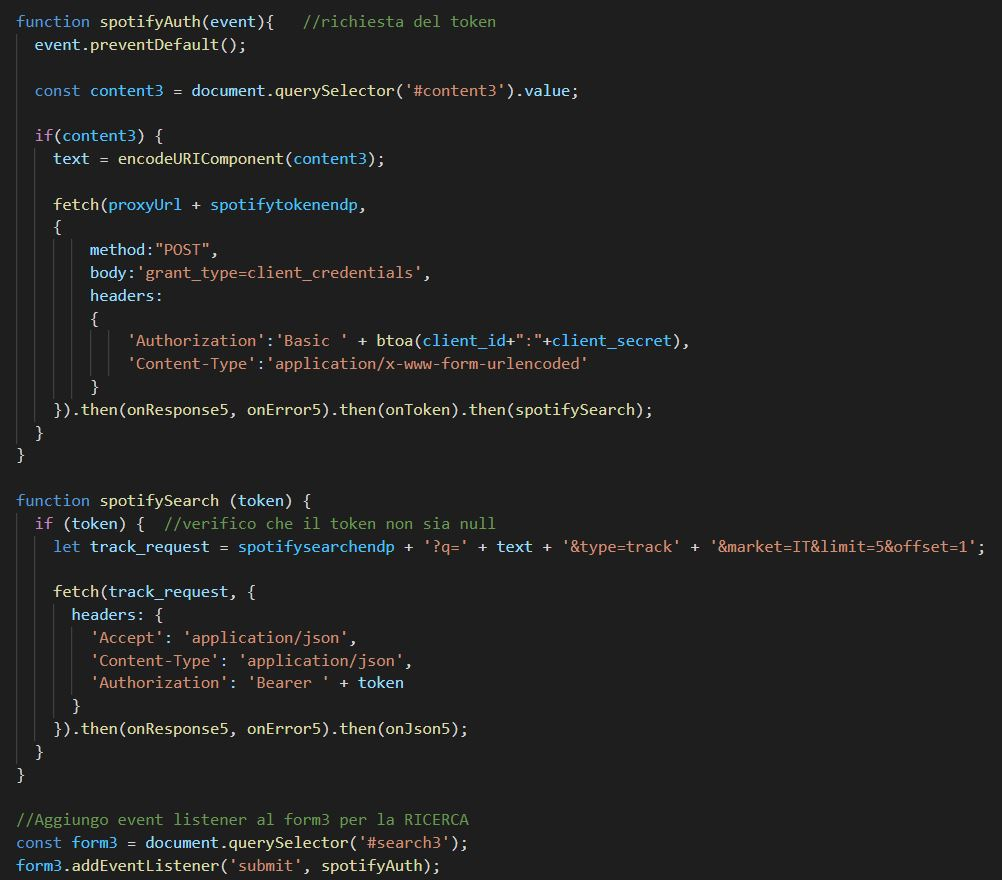 function spotifyAuth(event){   //richiesta del token
  event.preventDefault();
  const content3 = document.querySelector('#content3').value;
  if(content3) {
    text = encodeURIComponent(content3);
    fetch(proxyUrl + spotifytokenendp,
    {
        method:"POST",
        body:'grant_type=client_credentials',
        headers:
        {
            'Authorization':'Basic ' + btoa(client_id+":"+client_secret),
            'Content-Type':'application/x-www-form-urlencoded'
        }
    }).then(onResponse5, onError5).then(onToken).then(spotifySearch);
  }
}
function spotifySearch (token) {
  if (token) {  //verifico che il token non sia null
    let track_request = spotifysearchendp + '?q=' + text + '&type=track' + '&market=IT&limit=5&offset=1';
    fetch(track_request, {
      headers: {
        'Accept': 'application/json',
        'Content-Type': 'application/json',
        'Authorization': 'Bearer ' + token
      }
    }).then(onResponse5, onError5).then(onJson5);
  }
}
//Aggiungo event listener al form3 per la RICERCA
const form3 = document.querySelector('#search3');
form3.addEventListener('submit', spotifyAuth);